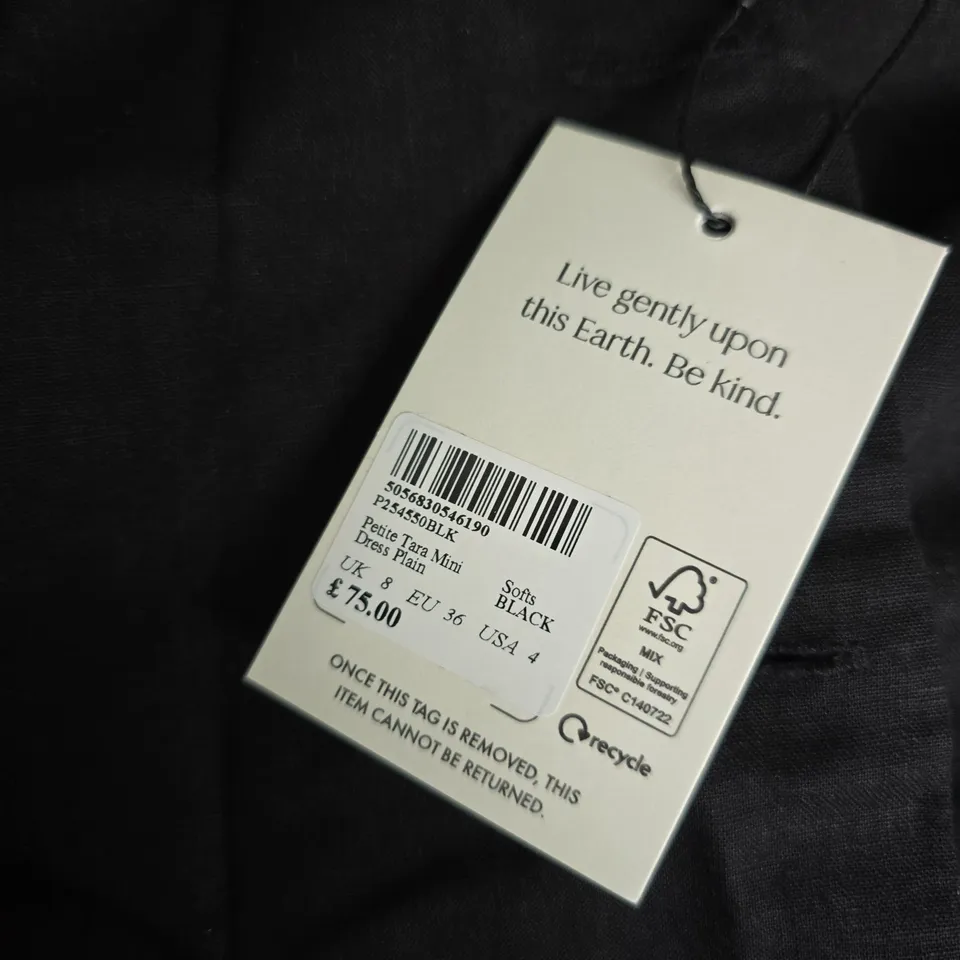 Live gently upon
this Earth. Be kind.
5056830546190
P254550BLK
Petite Tara Mini
Dress Plain
Softs
BLACK
UK 8 EU 36 USA 4
£75.00
FSC
www.fsc.org
MIX
Packaging | Supporting
responsible forestry
FSC® C140722
recycle
ONCE THIS TAG IS REMOVED, THIS
ITEM CANNOT BE RETURNED.